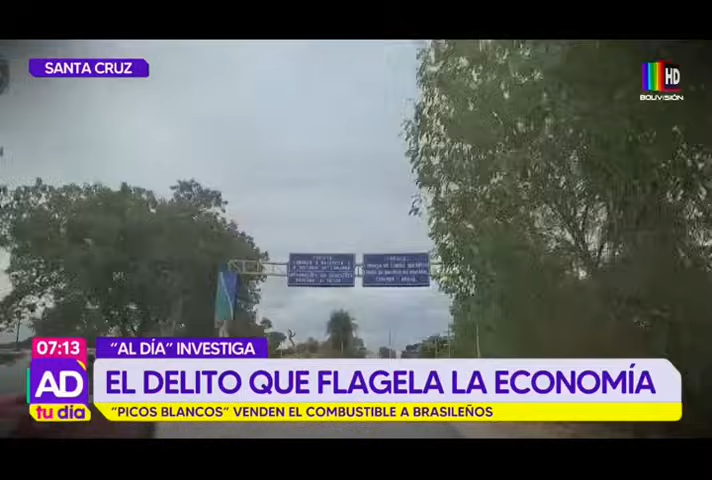 SANTA CRUZ
HD
BOLIVISIÓN
07:13
"AL DÍA" INVESTIGA
AD
tu día
EL DELITO QUE FLAGELA LA ECONOMÍA
"PICOS BLANCOS" VENDEN EL COMBUSTIBLE A BRASILEÑOS